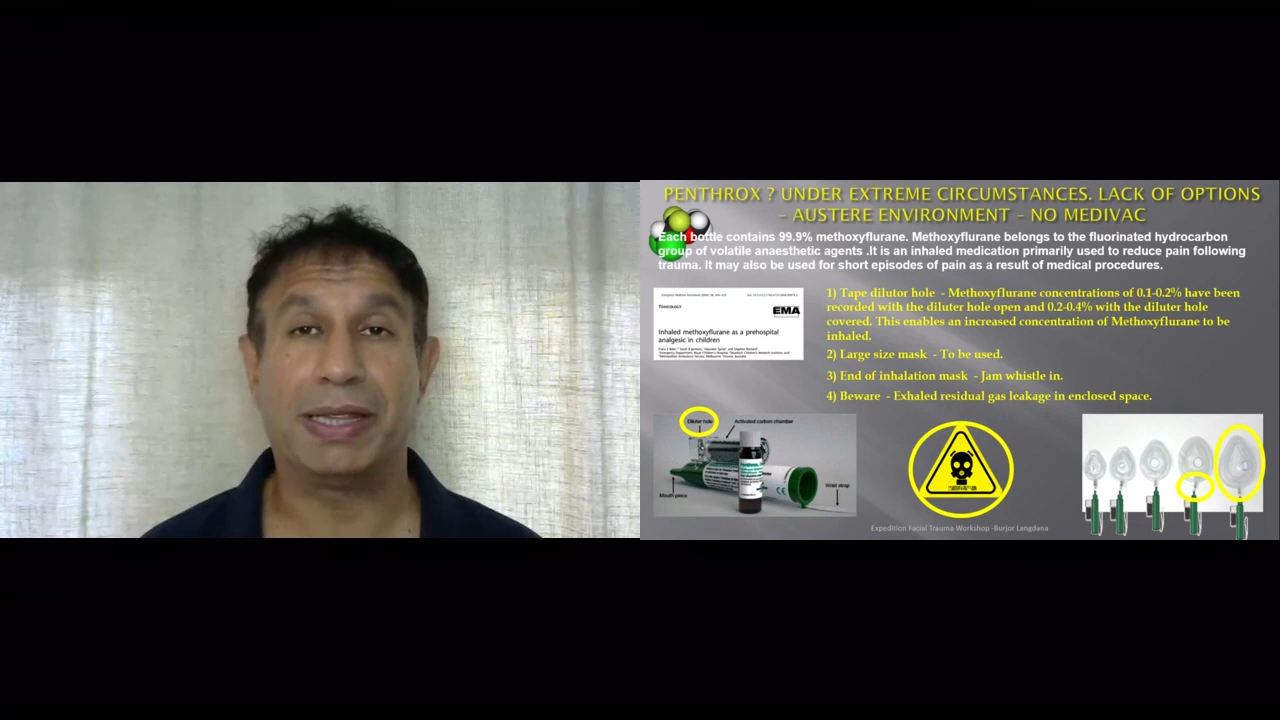 PENTHROX ? UNDER EXTREME CIRCUMSTANCES. LACK OF OPTIONS
– AUSTERE ENVIRONMENT – NO MEDIVAC
Each bottle contains 99.9% methoxyflurane. Methoxyflurane belongs to the fluorinated hydrocarbon
group of volatile anaesthetic agents .It is an inhaled medication primarily used to reduce pain following
trauma. It may also be used for short episodes of pain as a result of medical procedures.
1) Tape dilutor hole - Methoxyflurane concentrations of 0.1-0.2% have been
recorded with the diluter hole open and 0.2-0.4% with the diluter hole
covered. This enables an increased concentration of Methoxyflurane to be
inhaled.
2) Large size mask - To be used.
3) End of inhalation mask - Jam whistle in.
4) Beware - Exhaled residual gas leakage in enclosed space.
EMA
Inhaled methoxyflurane as a prehospital
analgesic in children
Diluter hole
Activated carbon chamber
Mouth piece
Wrist strap
Expedition Facial Trauma Workshop -Burjor Langdana